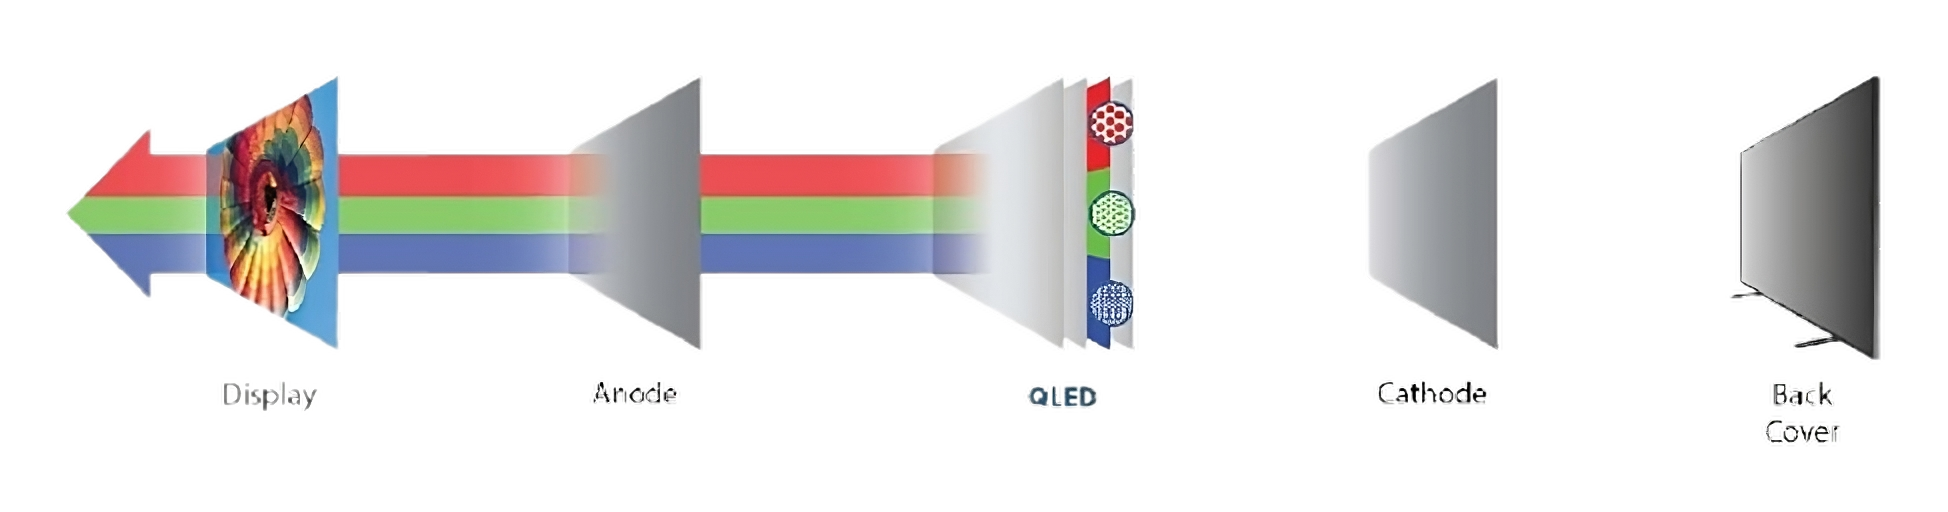 Display
Anode
QLED
Cathode
Back
Cover